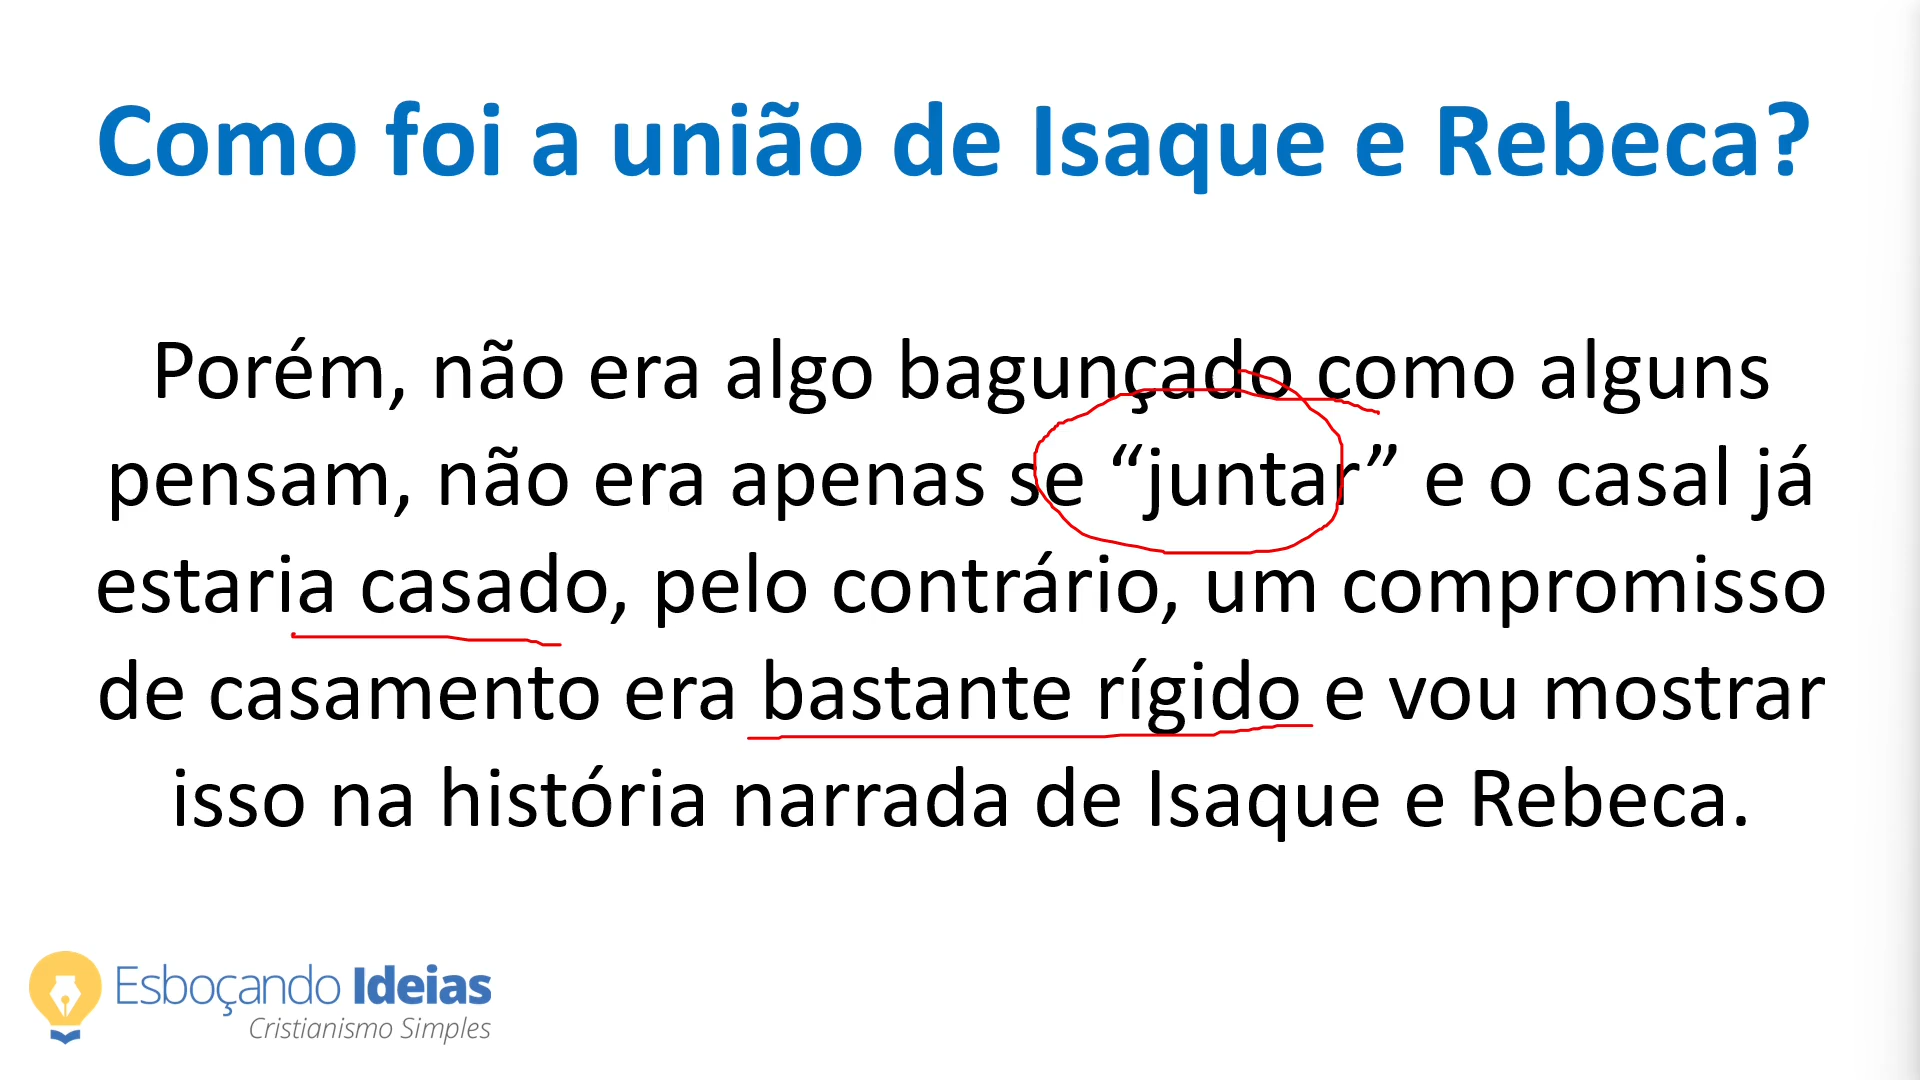 Como foi a união de Isaque e Rebeca?
Porém, não era algo bagunçado como alguns
pensam, não era apenas se “juntar” e o casal já
estaria casado, pelo contrário, um compromisso
de casamento era bastante rígido e vou mostrar
isso na história narrada de Isaque e Rebeca.
Esboçando Ideias
Cristianismo Simples